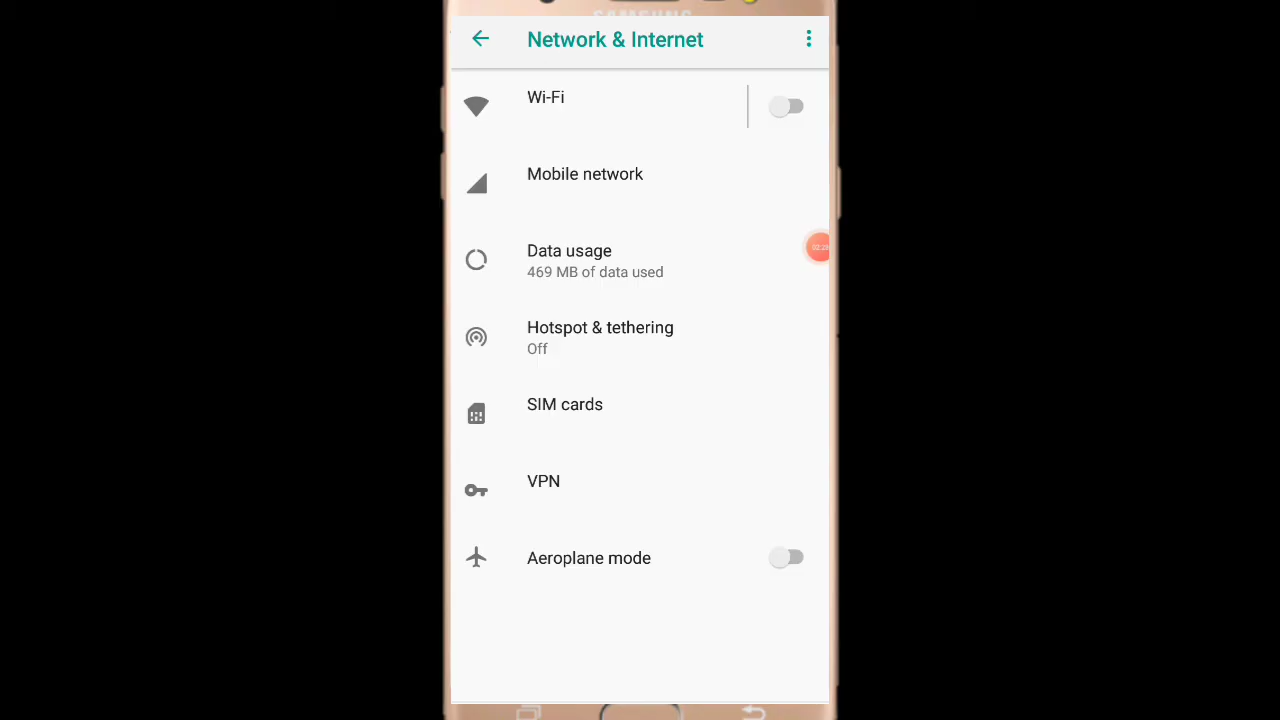 SAMSUNG
Network & Internet
Wi-Fi
Mobile network
Data usage
469 MB of data used
Hotspot & tethering
Off
SIM cards
VPN
Aeroplane mode